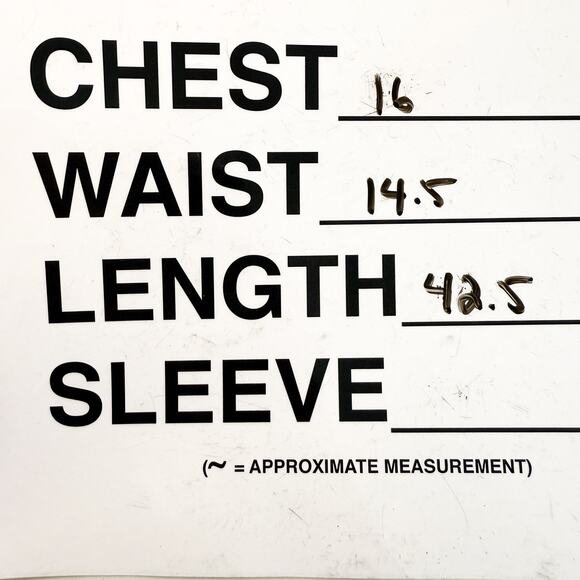 CHEST 16
WAIST 14.5
LENGTH 42.5
SLEEVE
(~ = APPROXIMATE MEASUREMENT)